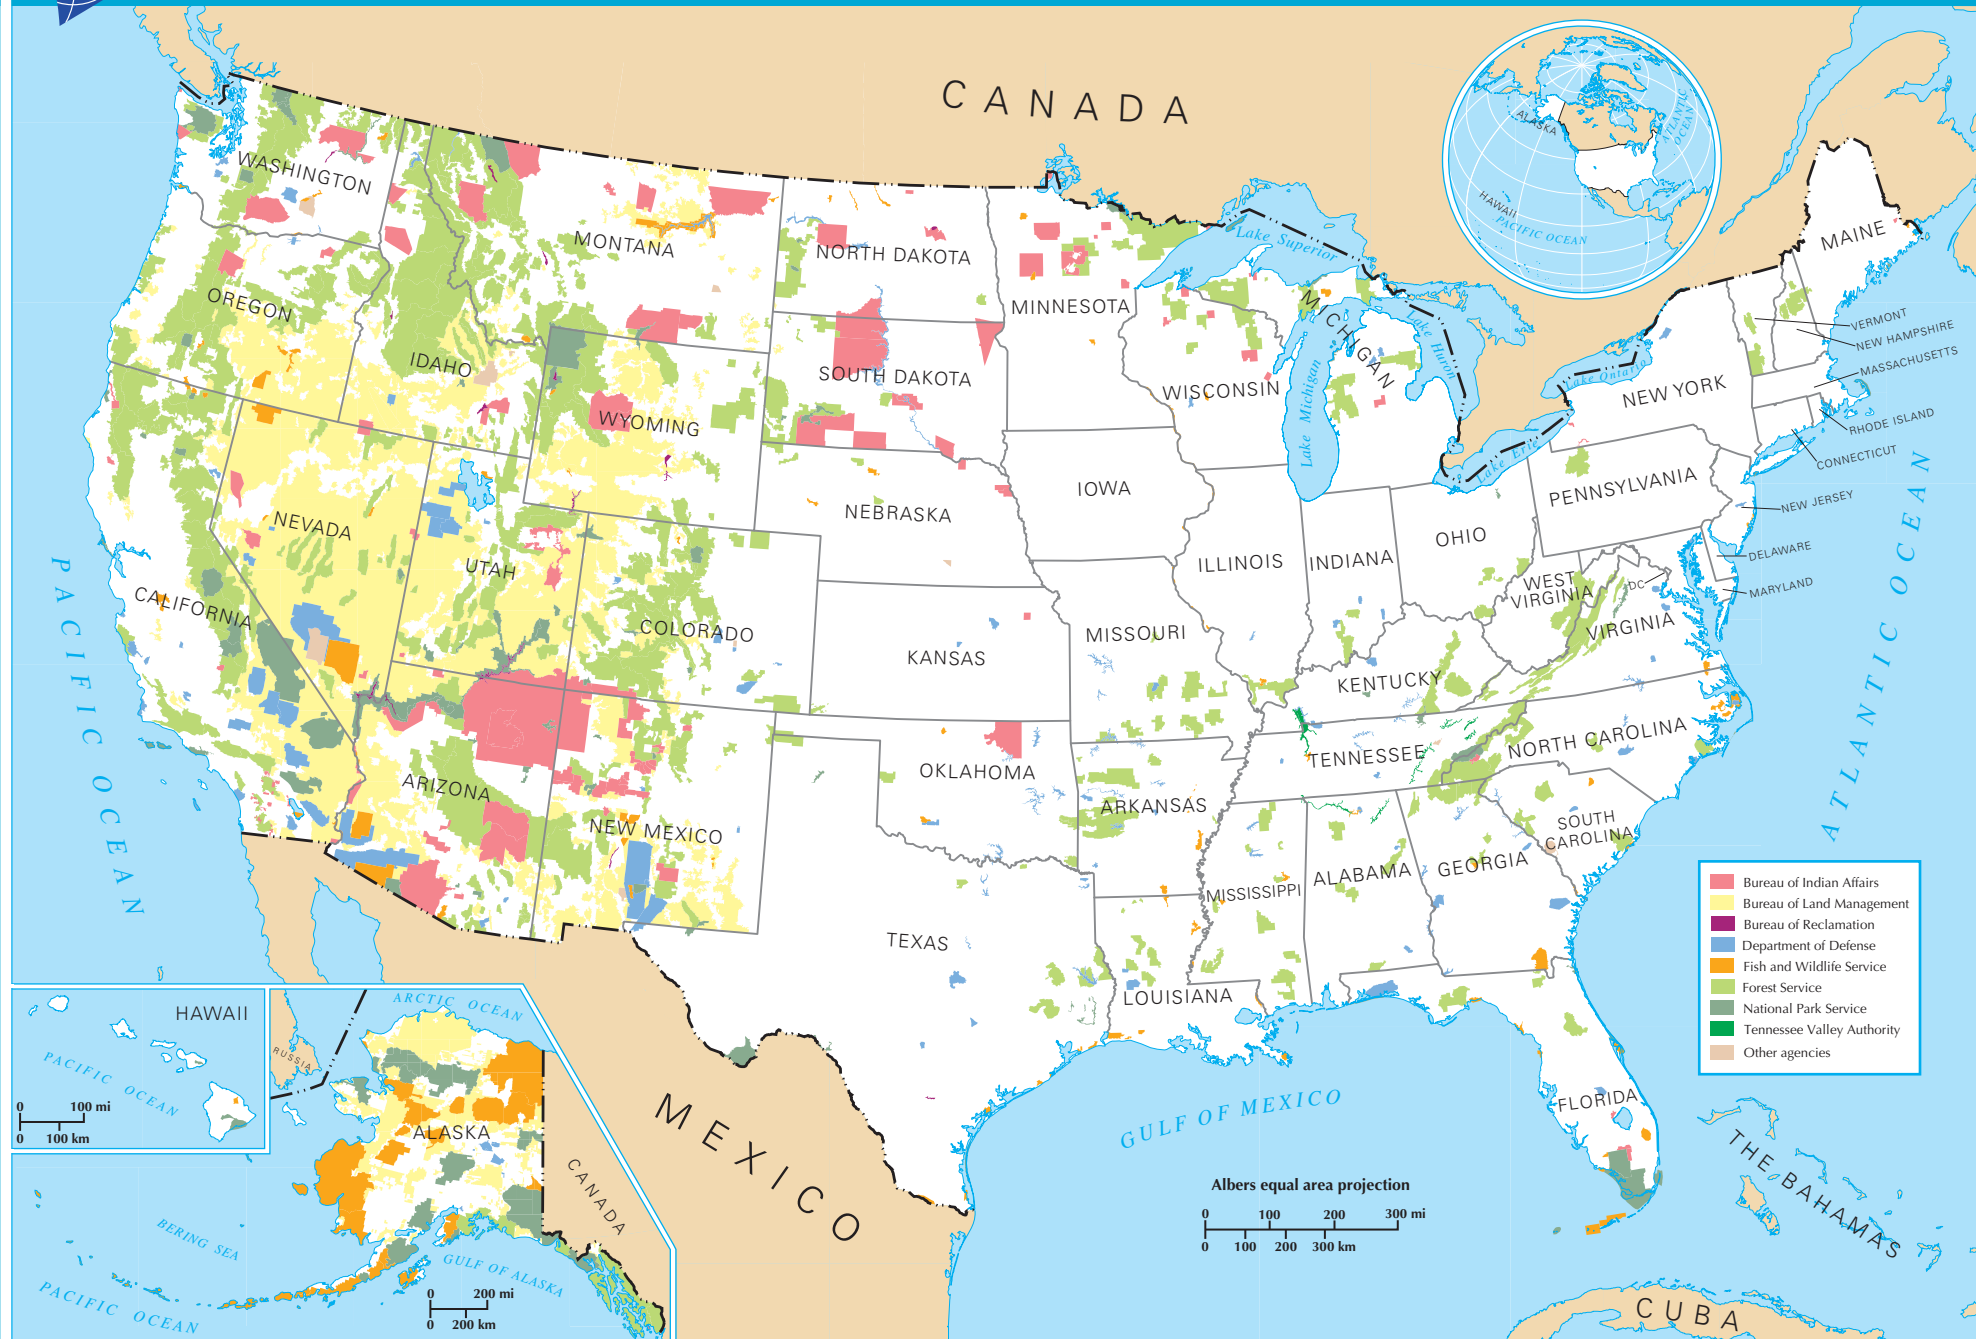 CANADA
ALASKA
ATLANTIC
OCEAN
HAWAII
PACIFIC OCEAN
WASHINGTON
MONTANA
NORTH DAKOTA
MINNESOTA
Lake Superior
MICHIGAN
Lake Huron
Lake Michigan
Lake Ontario
Lake Erie
MAINE
VERMONT
NEW HAMPSHIRE
MASSACHUSETTS
RHODE ISLAND
CONNECTICUT
NEW JERSEY
DELAWARE
MARYLAND
DC
OREGON
IDAHO
WYOMING
SOUTH DAKOTA
WISCONSIN
NEW YORK
NEVADA
UTAH
NEBRASKA
IOWA
ILLINOIS
INDIANA
OHIO
PENNSYLVANIA
WEST
VIRGINIA
VIRGINIA
CALIFORNIA
COLORADO
KANSAS
MISSOURI
KENTUCKY
ARIZONA
NEW MEXICO
OKLAHOMA
ARKANSAS
TENNESSEE
NORTH CAROLINA
SOUTH
CAROLINA
TEXAS
LOUISIANA
MISSISSIPPI
ALABAMA
GEORGIA
FLORIDA
PACIFIC OCEAN
ATLANTIC OCEAN
GULF OF MEXICO
MEXICO
THE BAHAMAS
CUBA
Bureau of Indian Affairs
Bureau of Land Management
Bureau of Reclamation
Department of Defense
Fish and Wildlife Service
Forest Service
National Park Service
Tennessee Valley Authority
Other agencies
Albers equal area projection
0 100 200 300 mi
0 100 200 300 km
HAWAII
PACIFIC OCEAN
0 100 mi
0 100 km
RUSSIA
ARCTIC OCEAN
ALASKA
CANADA
BERING SEA
GULF OF ALASKA
PACIFIC OCEAN
0 200 mi
0 200 km